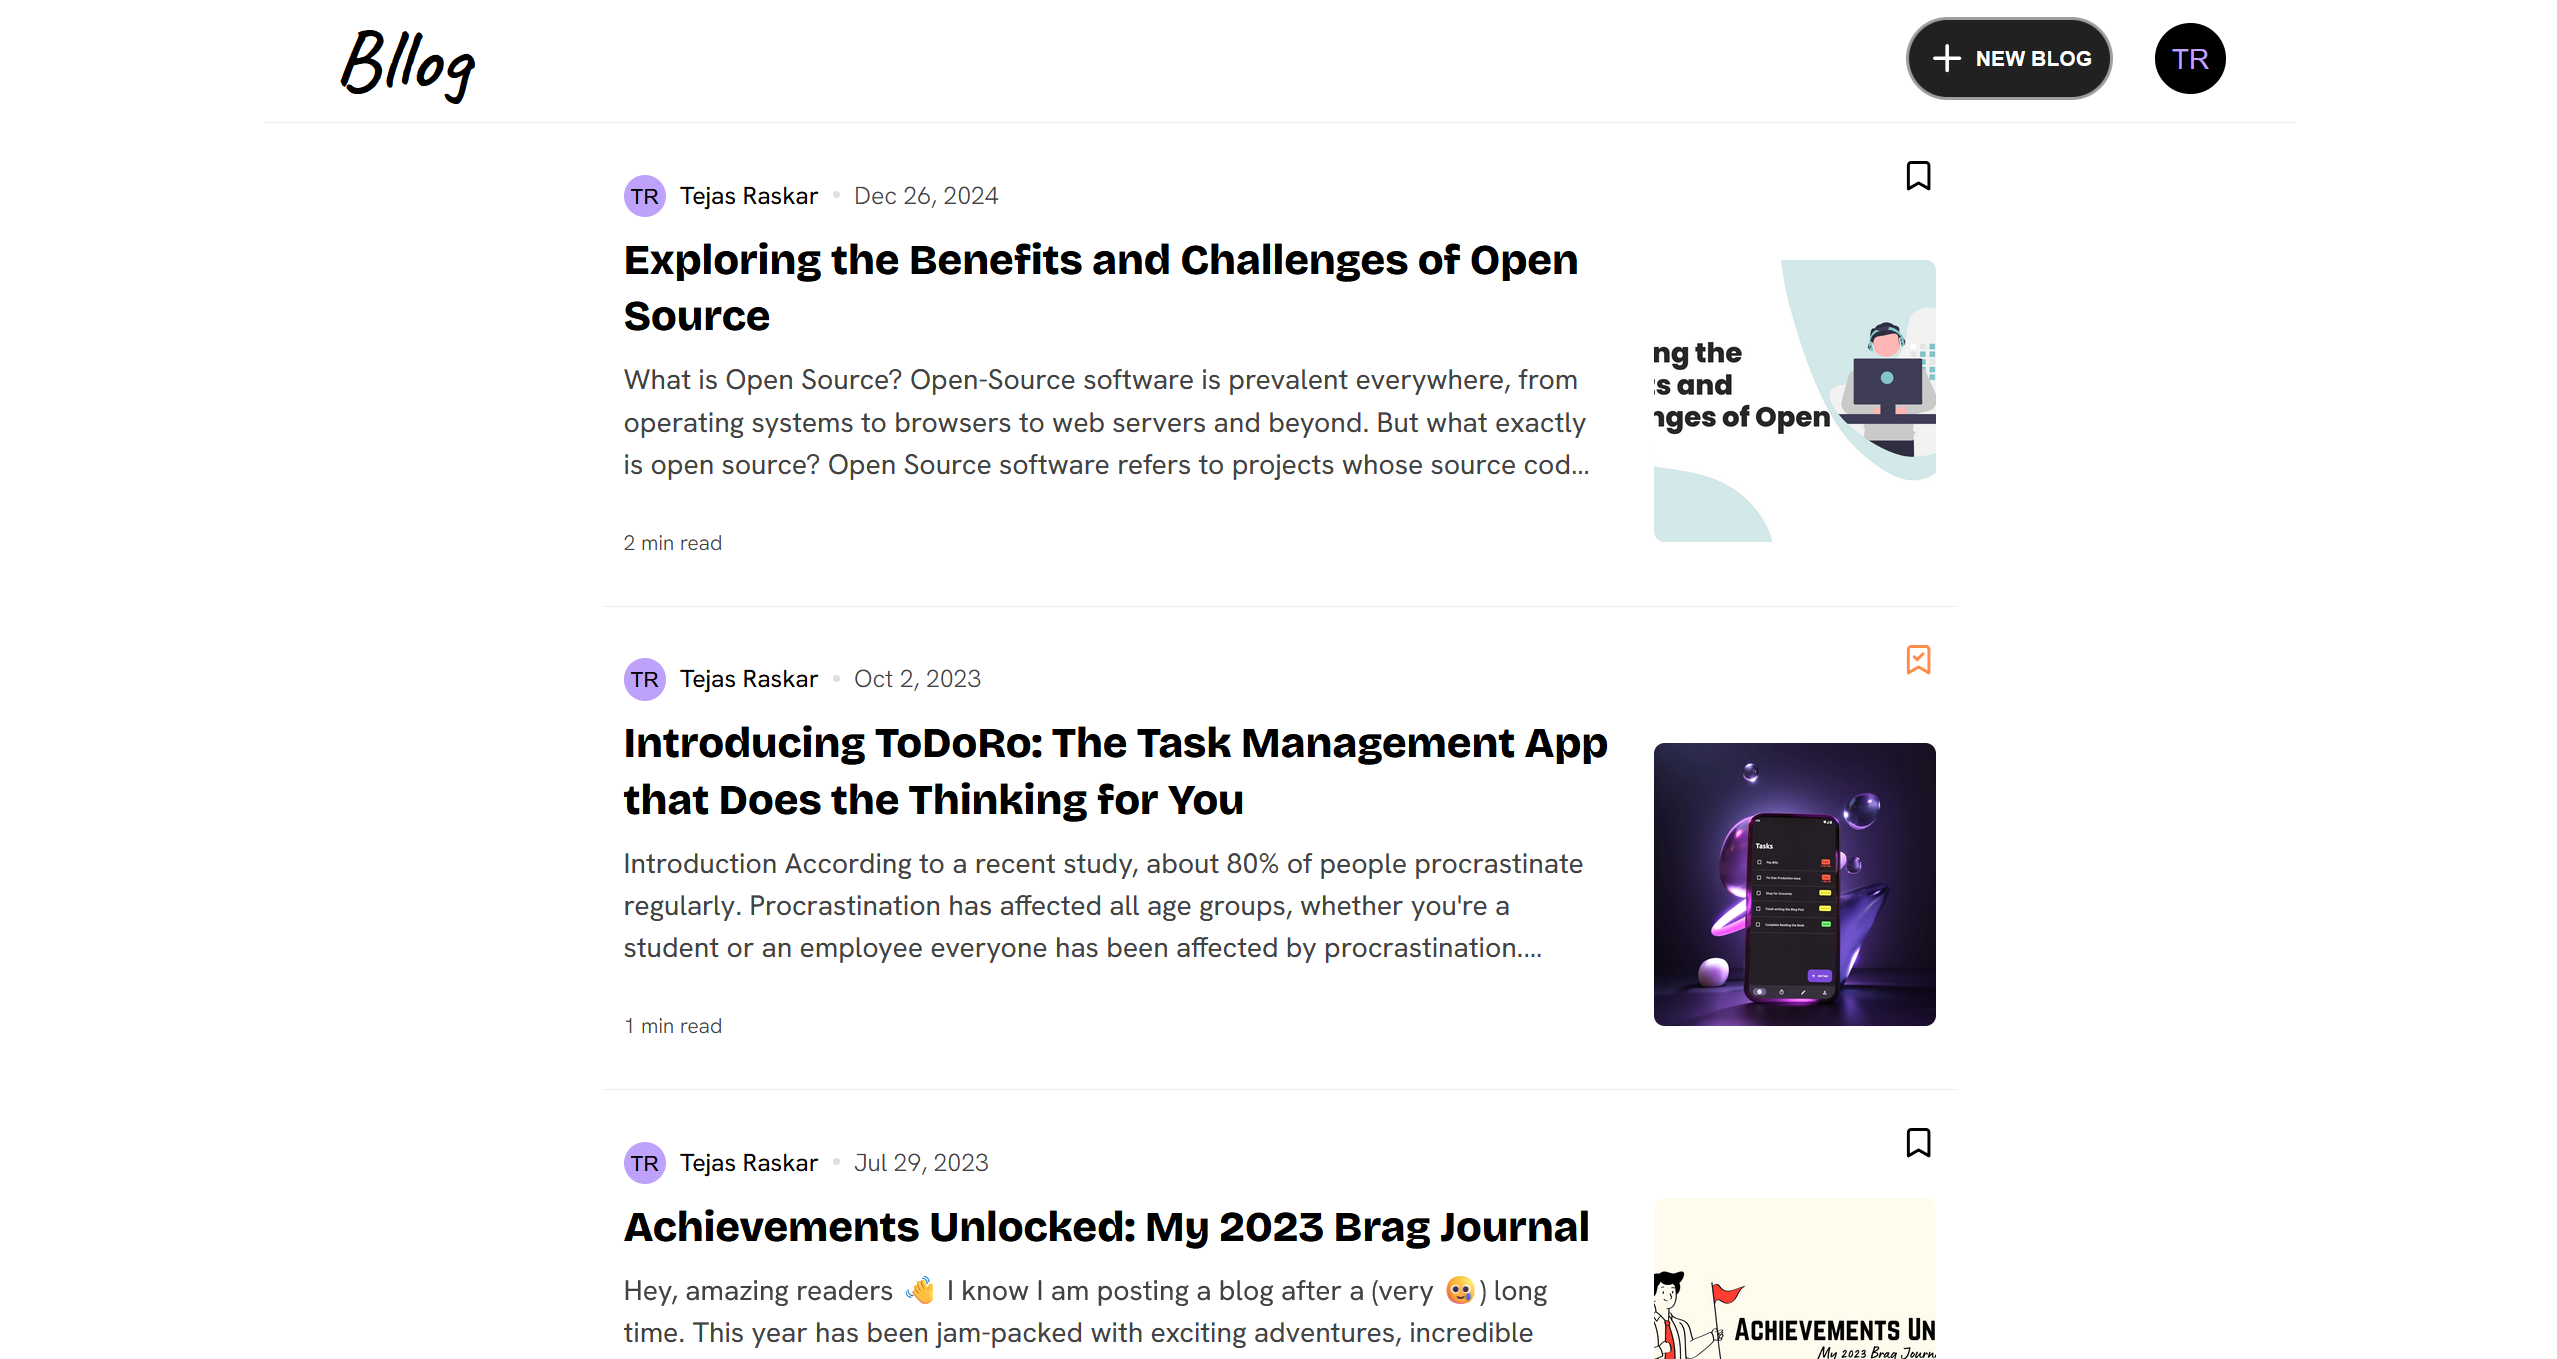 Bllog
NEW BLOG
TR
TR Tejas Raskar • Dec 26, 2024
Exploring the Benefits and Challenges of Open
Source
What is Open Source? Open-Source software is prevalent everywhere, from
operating systems to browsers to web servers and beyond. But what exactly
is open source? Open Source software refers to projects whose source cod...
2 min read
ng the
s and
nges of Open
TR Tejas Raskar • Oct 2, 2023
Introducing ToDoRo: The Task Management App
that Does the Thinking for You
Introduction According to a recent study, about 80% of people procrastinate
regularly. Procrastination has affected all age groups, whether you're a
student or an employee everyone has been affected by procrastination....
1 min read
Tasks
TR Tejas Raskar • Jul 29, 2023
Achievements Unlocked: My 2023 Brag Journal
Hey, amazing readers 👋 I know I am posting a blog after a (very 🥲) long
time. This year has been jam-packed with exciting adventures, incredible
ACHIEVEMENTS UN
My 2023 Brag Journ